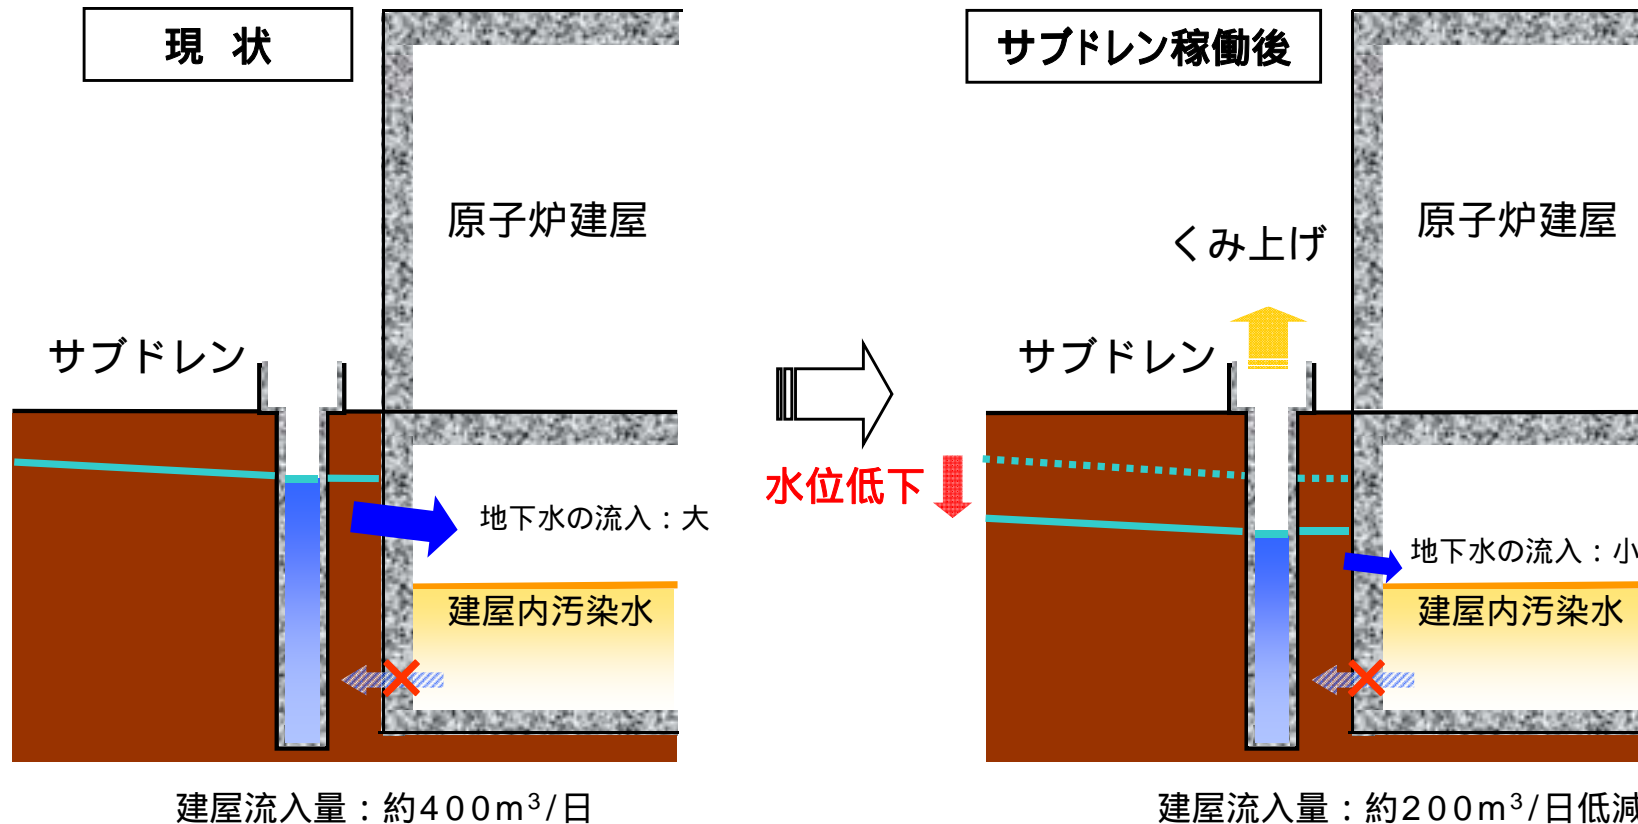 現 状
サブドレン稼働後
原子炉建屋
原子炉建屋
くみ上げ
サブドレン
サブドレン
水位低下
地下水の流入：大
地下水の流入：小
建屋内汚染水
建屋内汚染水
建屋流入量：約400m³/日
建屋流入量：約200m³/日低減